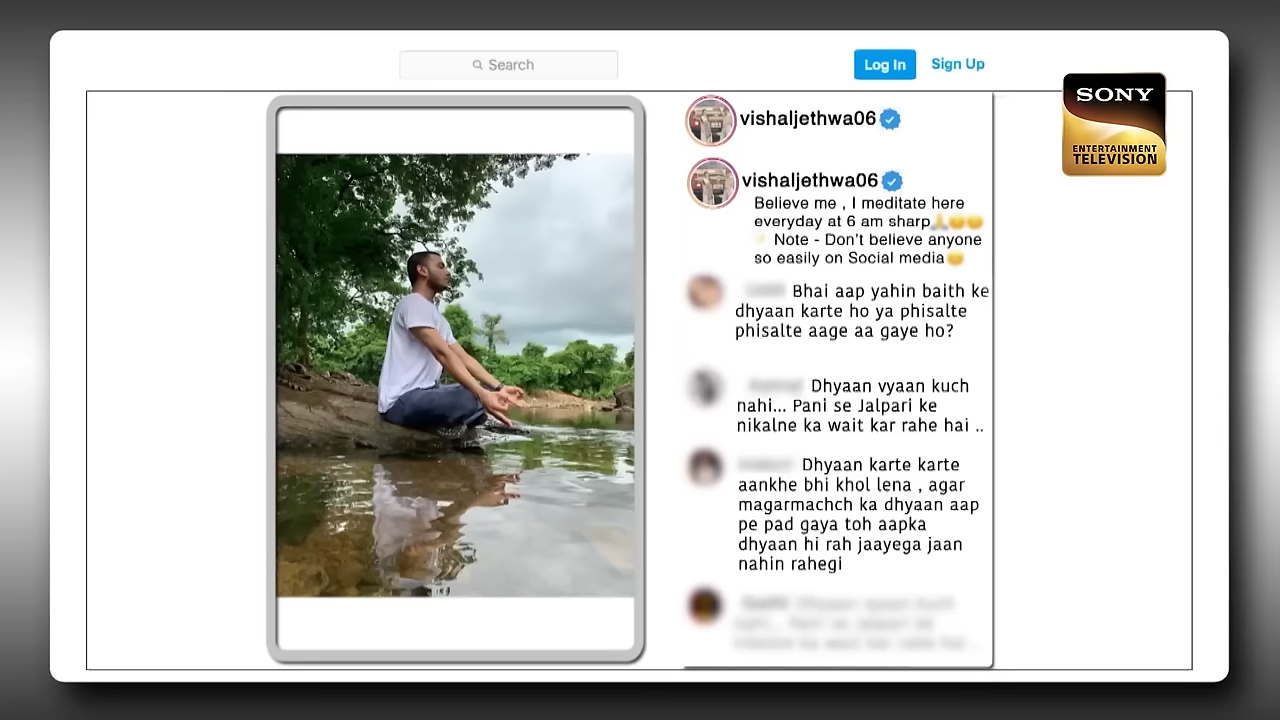 Search
Log In
Sign Up
SONY
ENTERTAINMENT
TELEVISION
vishaljethwa06
vishaljethwa06
Believe me , I meditate here
everyday at 6 am sharp🙏😊😊
✨ Note - Don't believe anyone
so easily on Social media😊
Bhai aap yahin baith ke
dhyaan karte ho ya phisalte
phisalte aage aa gaye ho?
Dhyaan vyaan kuch
nahi... Pani se Jalpari ke
nikalne ka wait kar rahe hai ..
Dhyaan karte karte
aankhe bhi khol lena , agar
magarmachch ka dhyaan aap
pe pad gaya toh aapka
dhyaan hi rah jaayega jaan
nahin rahegi